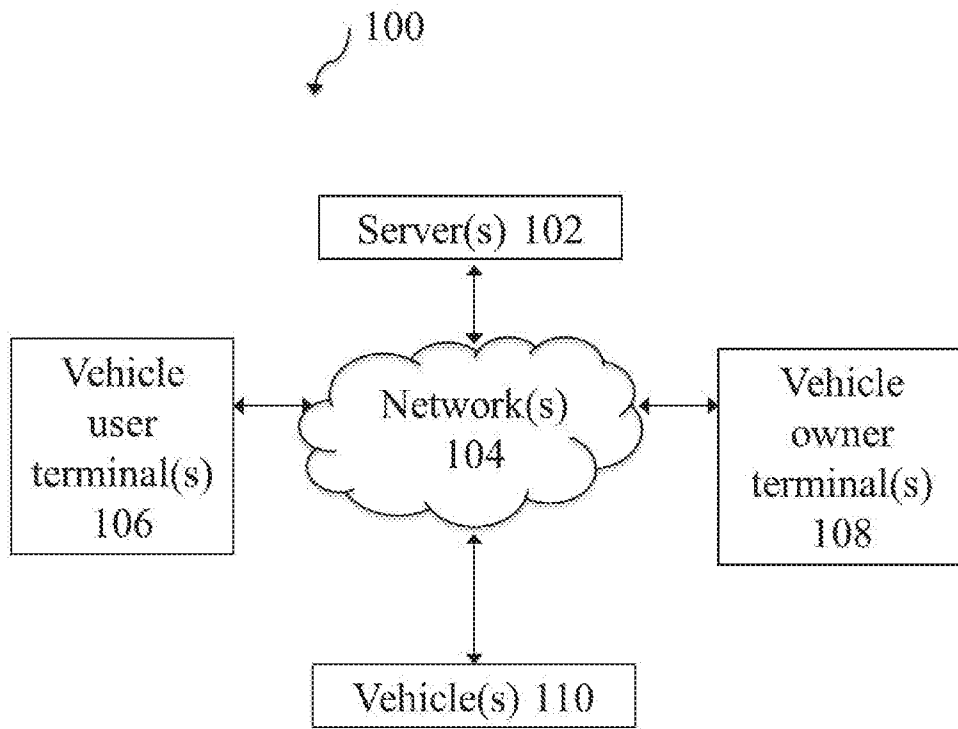 100
Server(s) 102
Vehicle
user
terminal(s)
106
Network(s)
104
Vehicle
owner
terminal(s)
108
Vehicle(s) 110